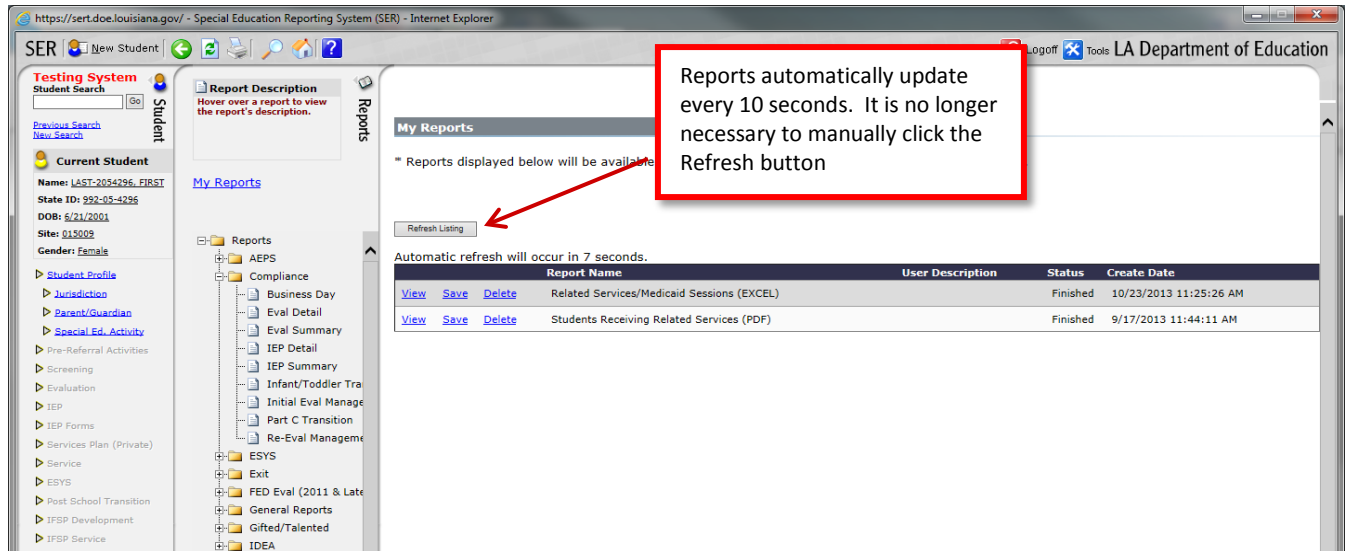 https://sert.doe.louisiana.gov/ - Special Education Reporting System (SER) - Internet Explorer
SER New Student Logoff Tools LA Department of Education
Testing System
Student Search
Go
Previous Search
New Search
Student
Current Student
Name: LAST-2054296, FIRST
State ID: 992-05-4296
DOB: 6/21/2001
Site: 015009
Gender: Female
Student Profile
Jurisdiction
Parent/Guardian
Special Ed. Activity
Pre-Referral Activities
Screening
Evaluation
IEP
IEP Forms
Services Plan (Private)
Service
ESYS
Post School Transition
IFSP Development
IFSP Service
Report Description
Hover over a report to view
the report's description.
Reports
My Reports
Reports
AEPS
Compliance
Business Day
Eval Detail
Eval Summary
IEP Detail
IEP Summary
Infant/Toddler Tra
Initial Eval Manage
Part C Transition
Re-Eval Manageme
ESYS
Exit
FED Eval (2011 & Late
General Reports
Gifted/Talented
IDEA
My Reports
* Reports displayed below will be available
Reports automatically update
every 10 seconds. It is no longer
necessary to manually click the
Refresh button
Refresh Listing
Automatic refresh will occur in 7 seconds.
Report Name User Description Status Create Date
View Save Delete Related Services/Medicaid Sessions (EXCEL) Finished 10/23/2013 11:25:26 AM
View Save Delete Students Receiving Related Services (PDF) Finished 9/17/2013 11:44:11 AM